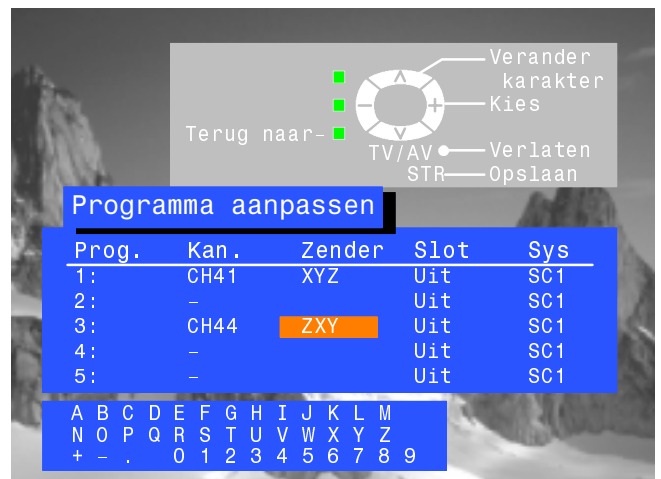 Verander
karakter
Kies
Terug naar-
TV/AV Verlaten
STR Opslaan
Programma aanpassen
Prog. Kan. Zender Slot Sys
1: CH41 XYZ Uit SC1
2: – Uit SC1
3: CH44 ZXY Uit SC1
4: – Uit SC1
5: – Uit SC1
A B C D E F G H I J K L M
N O P Q R S T U V W X Y Z
+ – . 0 1 2 3 4 5 6 7 8 9